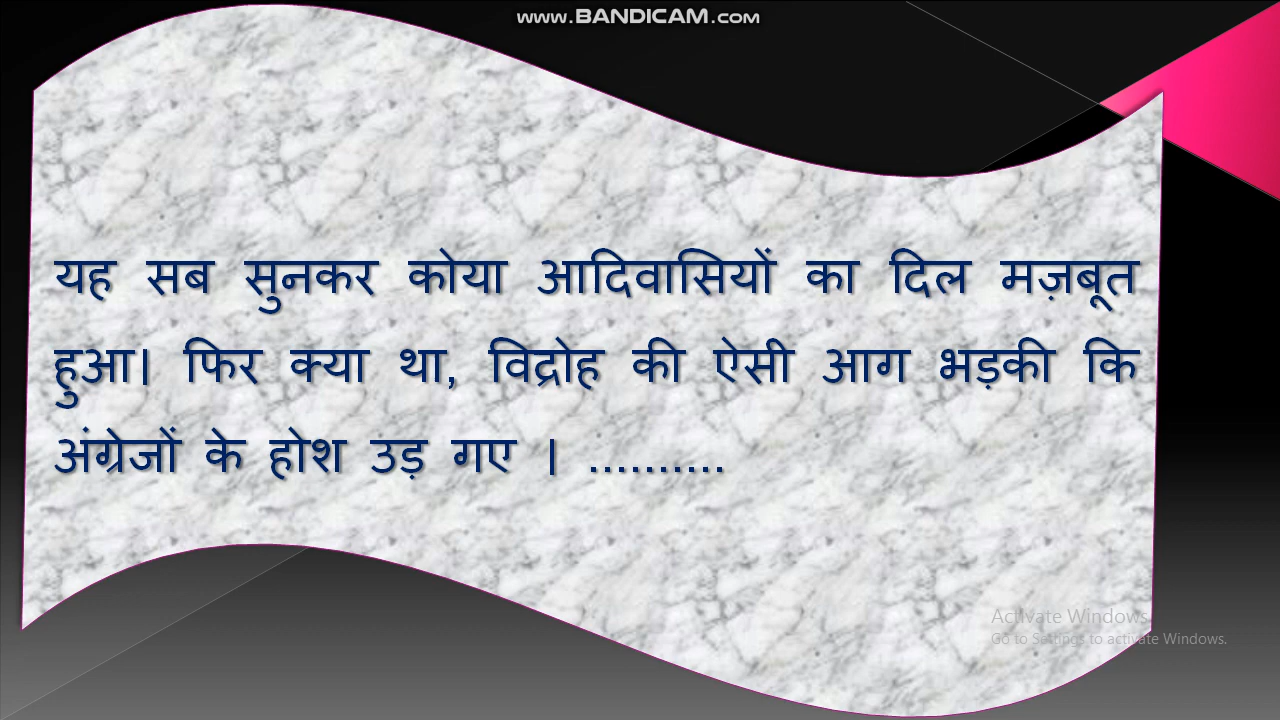 www.BANDICAM.com
यह सब सुनकर कोया आदिवासियों का दिल मज़बूत
हुआ। फिर क्या था, विद्रोह की ऐसी आग भड़की कि
अंग्रेजों के होश उड़ गए । ..........
Activate Windows
Go to Settings to activate Windows.